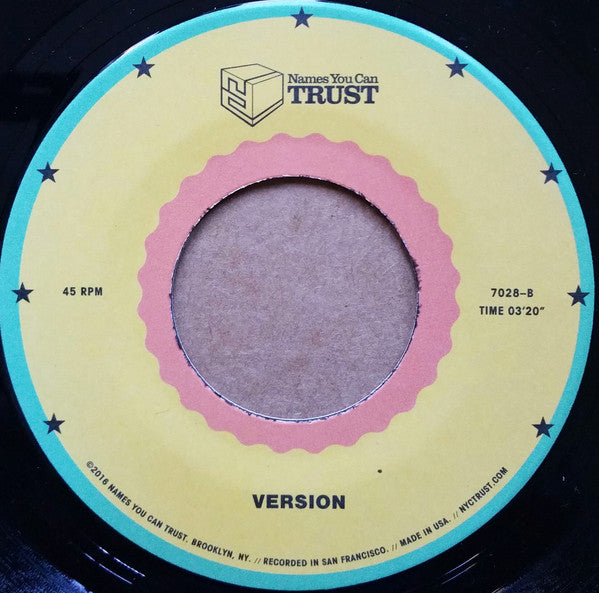 Names You Can
TRUST
45 RPM
7028-B
TIME 03'20"
VERSION
©2016 NAMES YOU CAN TRUST. BROOKLYN, NY. // RECORDED IN SAN FRANCISCO. // MADE IN USA. // NYCTRUST.COM